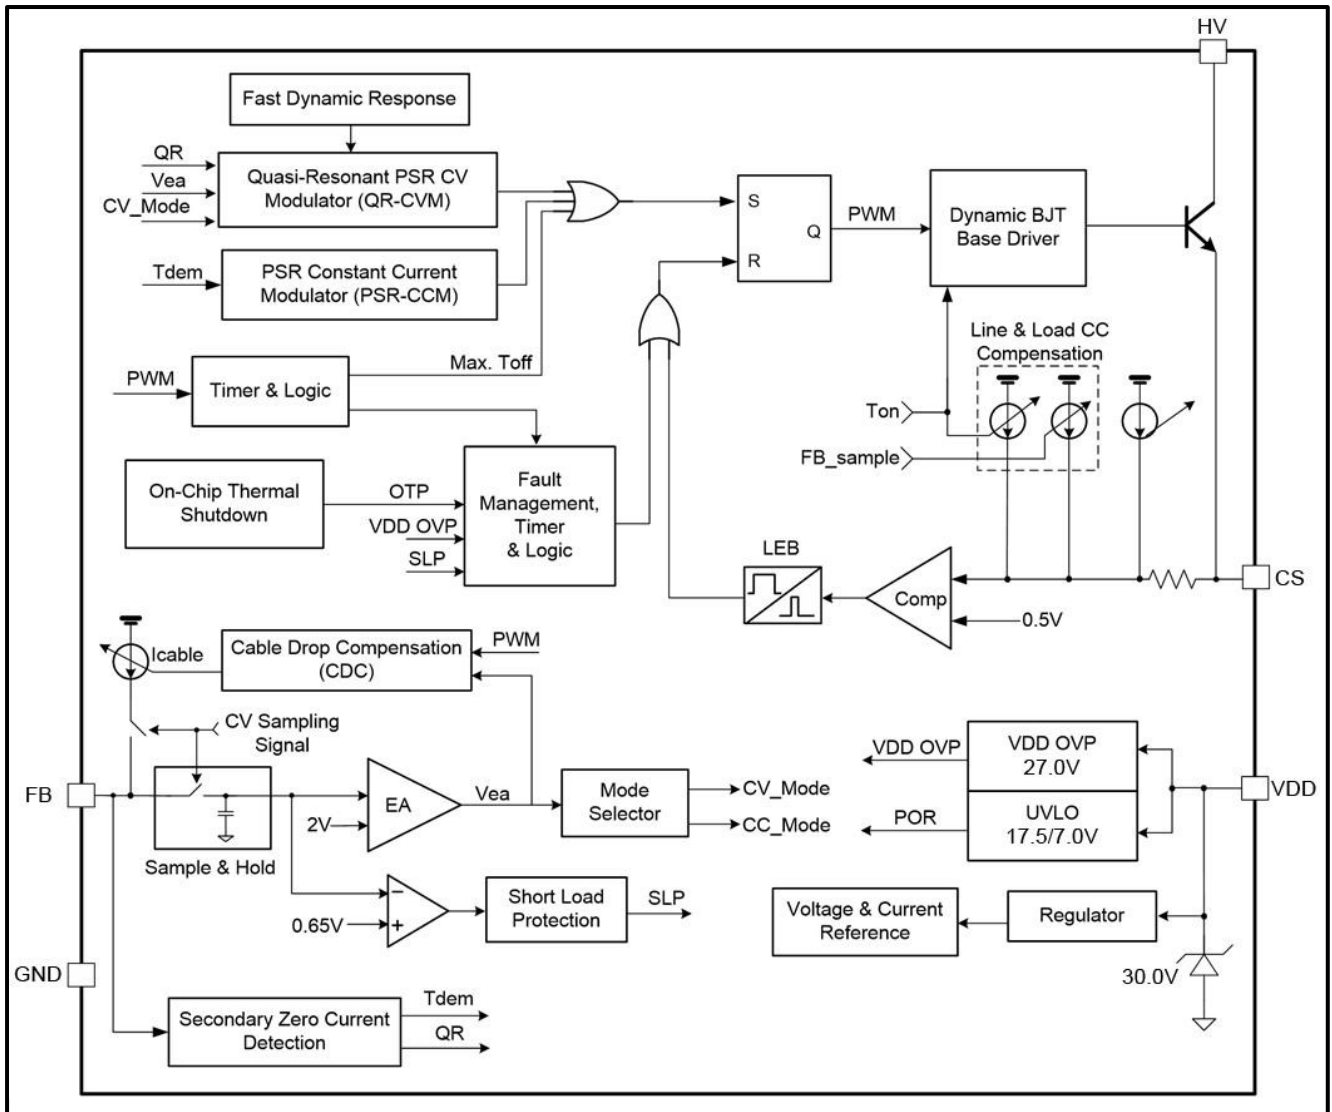 HV
Fast Dynamic Response
QR
Vea
CV_Mode
Quasi-Resonant PSR CV
Modulator (QR-CVM)
Tdem
PSR Constant Current
Modulator (PSR-CCM)
S
R
Q
PWM
Dynamic BJT
Base Driver
PWM
Timer & Logic
Max. Toff
Line & Load CC
Compensation
Ton
FB_sample
On-Chip Thermal
Shutdown
OTP
VDD OVP
SLP
Fault
Management,
Timer
& Logic
LEB
Comp
0.5V
CS
Icable
Cable Drop Compensation
(CDC)
PWM
CV Sampling
Signal
FB
Sample & Hold
2V
EA
Vea
Mode
Selector
CV_Mode
CC_Mode
VDD OVP
POR
VDD OVP
27.0V
UVLO
17.5/7.0V
VDD
0.65V
−
+
Short Load
Protection
SLP
Voltage & Current
Reference
Regulator
30.0V
GND
Secondary Zero Current
Detection
Tdem
QR